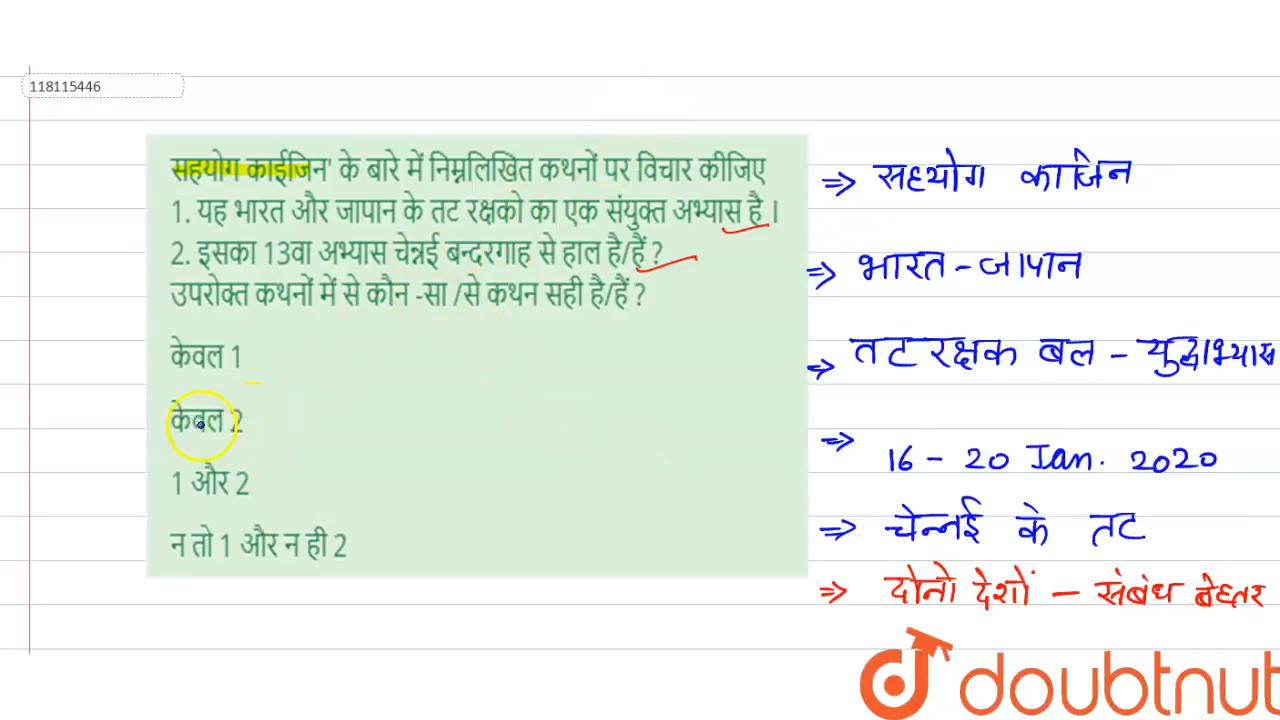 118115446
सहयोग काईजिन' के बारे में निम्नलिखित कथनों पर विचार कीजिए
1. यह भारत और जापान के तट रक्षको का एक संयुक्त अभ्यास है ।
2. इसका 13वा अभ्यास चेन्नई बन्दरगाह से हाल है/हैं ?
उपरोक्त कथनों में से कौन -सा /से कथन सही है/हैं ?
केवल 1
केवल 2
1 और 2
न तो 1 और न ही 2
⇒ सहयोग काजिन
⇒ भारत - जापान
⇒ तटरक्षक बल - युद्धाभ्यास
⇒ 16 - 20 Jan. 2020
⇒ चेन्नई के तट
⇒ दोनो देशों - संबंध बेहतर
doubtnut